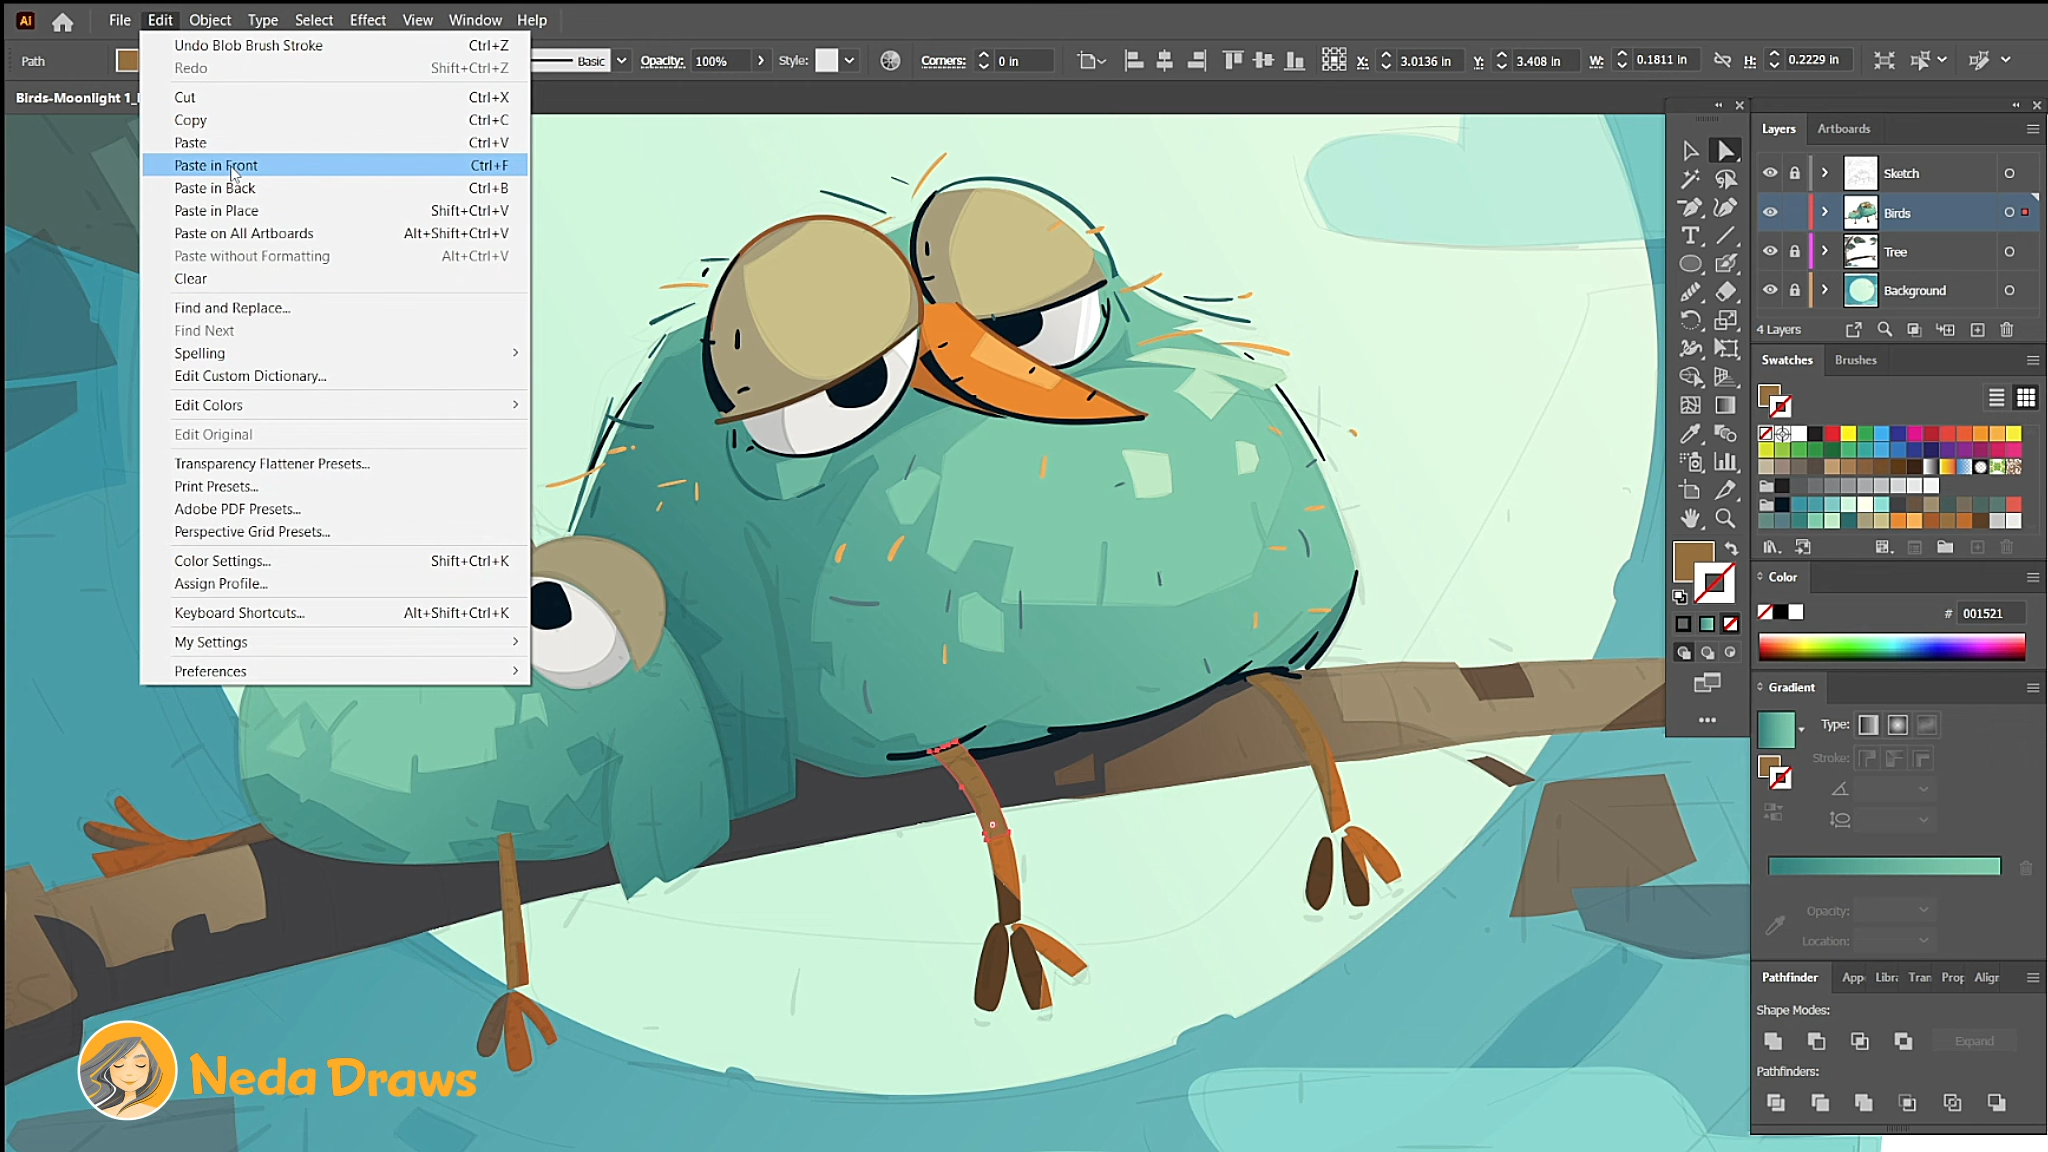 Ai File Edit Object Type Select Effect View Window Help
Path Basic Opacity: 100% Style: Corners: 0 in X: 3.0136 in Y: 3.408 in W: 0.1811 in H: 0.2229 in
Birds-Moonlight 1_
Undo Blob Brush Stroke Ctrl+Z
Redo Shift+Ctrl+Z
Cut Ctrl+X
Copy Ctrl+C
Paste Ctrl+V
Paste in Front Ctrl+F
Paste in Back Ctrl+B
Paste in Place Shift+Ctrl+V
Paste on All Artboards Alt+Shift+Ctrl+V
Paste without Formatting Alt+Ctrl+V
Clear
Find and Replace...
Find Next
Spelling
Edit Custom Dictionary...
Edit Colors
Edit Original
Transparency Flattener Presets...
Print Presets...
Adobe PDF Presets...
Perspective Grid Presets...
Color Settings... Shift+Ctrl+K
Assign Profile...
Keyboard Shortcuts... Alt+Shift+Ctrl+K
My Settings
Preferences
Layers Artboards
Sketch
Birds
Tree
Background
4 Layers
Swatches Brushes
Color
# 001521
Gradient
Type:
Stroke:
Opacity:
Location:
Pathfinder App Libra Tran Prop Align
Shape Modes:
Expand
Pathfinders:
Neda Draws